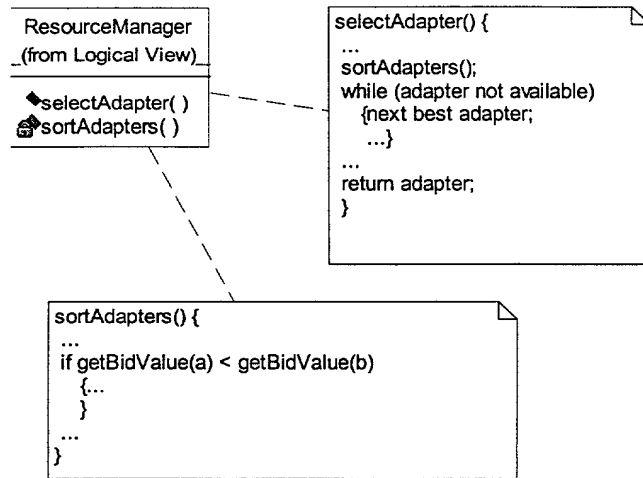 ResourceManager
(from Logical View)
selectAdapter( )
sortAdapters( )
selectAdapter() {
...
sortAdapters();
while (adapter not available)
{next best adapter;
...}
...
return adapter;
}
sortAdapters() {
...
if getBidValue(a) < getBidValue(b)
{...
}
...
}